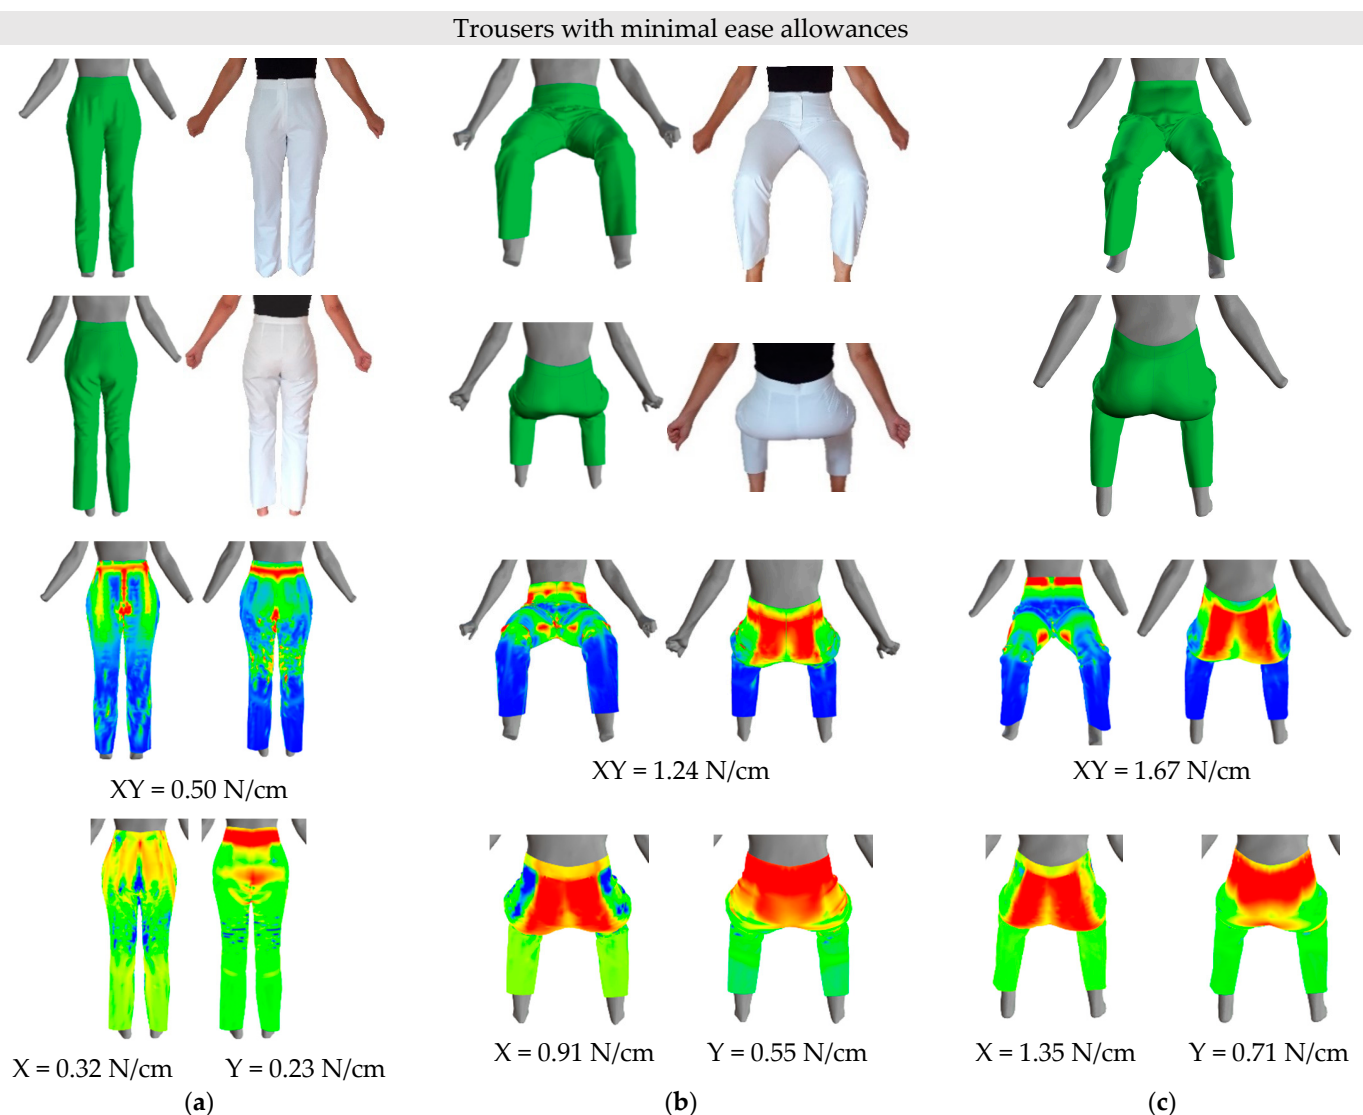 Trousers with minimal ease allowances
XY = 0.50 N/cm
XY = 1.24 N/cm
XY = 1.67 N/cm
X = 0.32 N/cm
Y = 0.23 N/cm
X = 0.91 N/cm
Y = 0.55 N/cm
X = 1.35 N/cm
Y = 0.71 N/cm
(a)
(b)
(c)